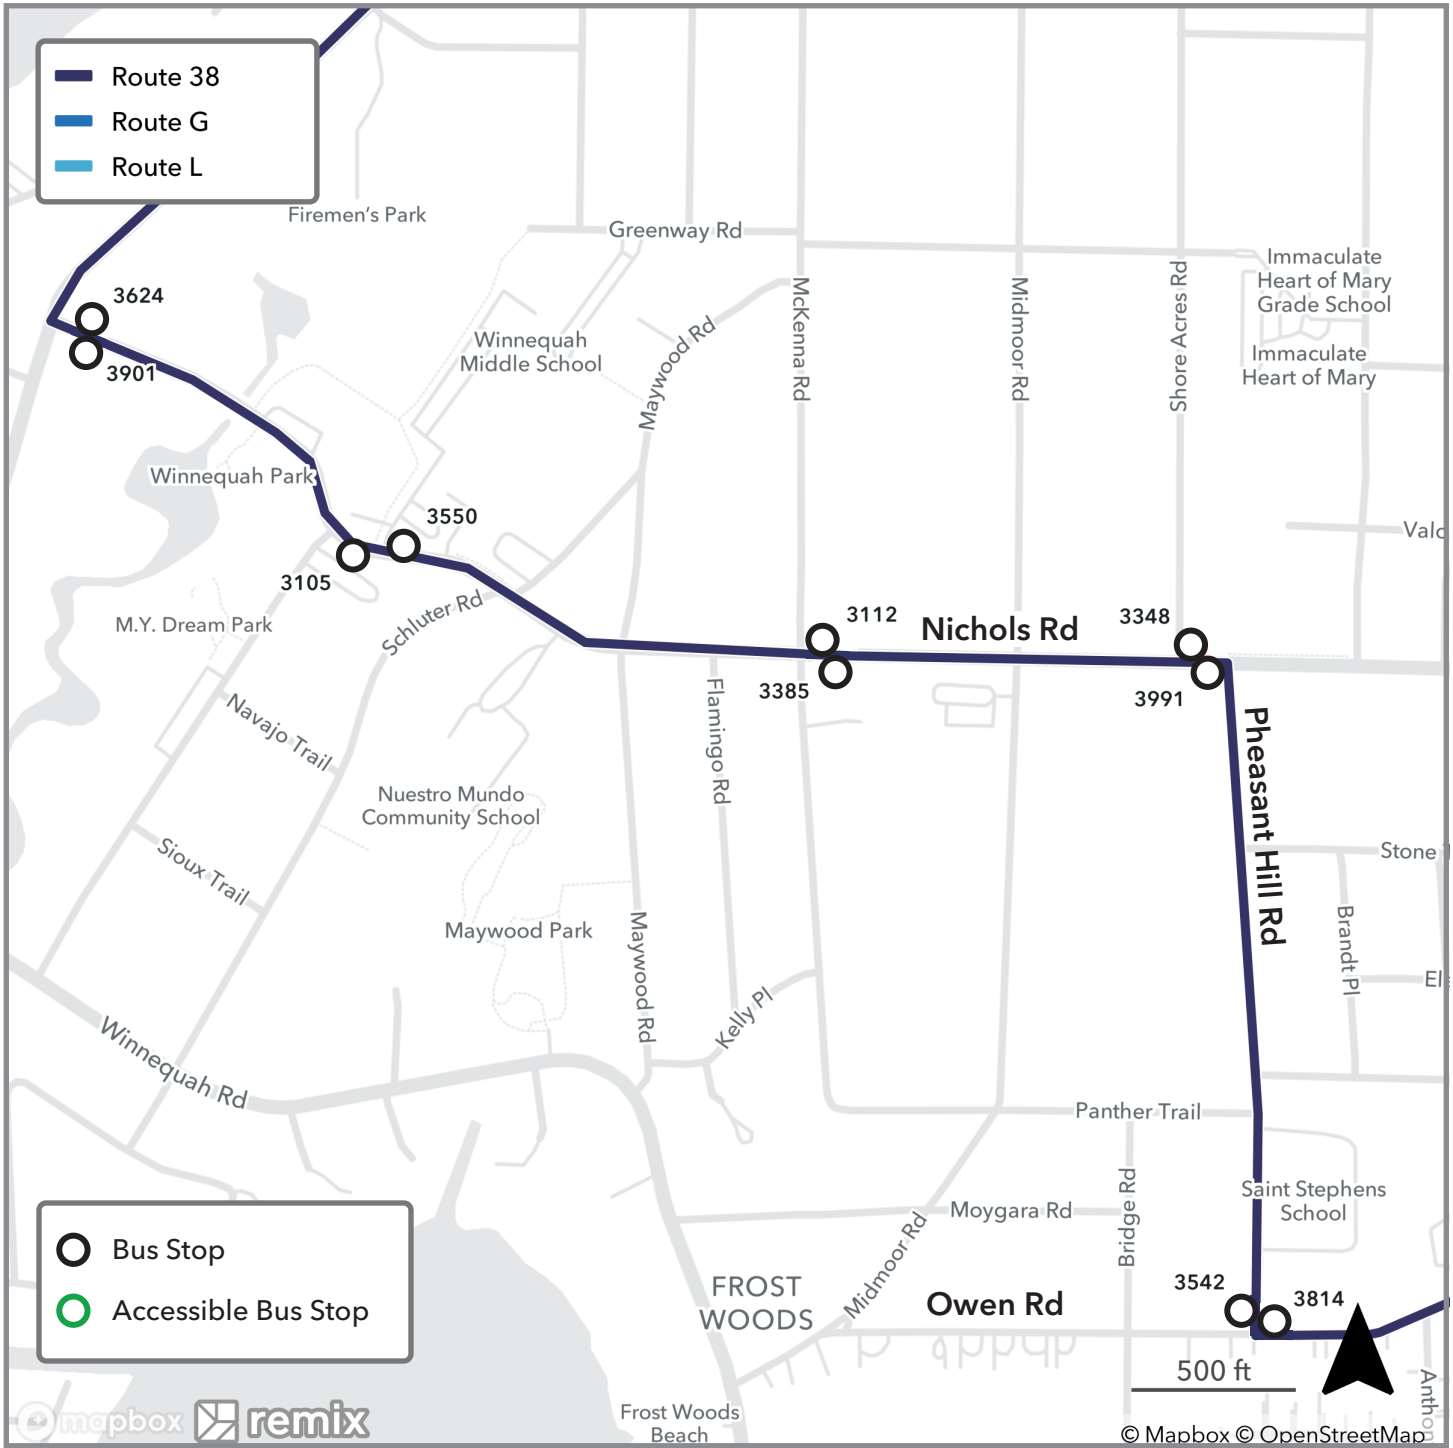 Route 38
Route G
Route L
Firemen's Park
Greenway Rd
Immaculate
Heart of Mary
Grade School
Immaculate
Heart of Mary
3624
3901
Winnequah
Middle School
Maywood Rd
McKenna Rd
Midmoor Rd
Shore Acres Rd
Winnequah Park
3550
3105
M.Y. Dream Park
Schluter Rd
3112
Nichols Rd
3348
3385
3991
Navajo Trail
Flamingo Rd
Pheasant Hill Rd
Nuestro Mundo
Community School
Sioux Trail
Stone
Maywood Park
Maywood Rd
Brandt Pl
Kelly Pl
Winnequah Rd
Panther Trail
Saint Stephens
School
Moygara Rd
Bridge Rd
Midmoor Rd
FROST
WOODS
Owen Rd
3542
3814
Bus Stop
Accessible Bus Stop
500 ft
Frost Woods
Beach
mapbox
remix
© Mapbox © OpenStreetMap